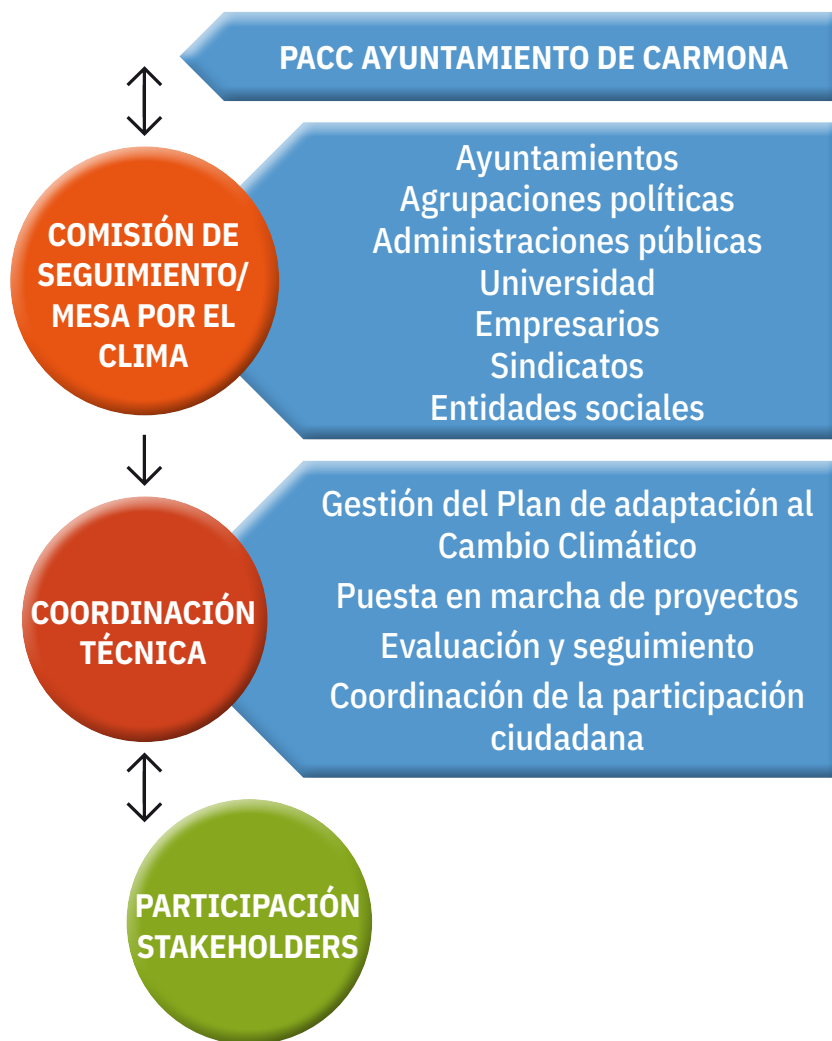 PACC AYUNTAMIENTO DE CARMONA
COMISIÓN DE
SEGUIMIENTO/
MESA POR EL
CLIMA
Ayuntamientos
Agrupaciones políticas
Administraciones públicas
Universidad
Empresarios
Sindicatos
Entidades sociales
COORDINACIÓN
TÉCNICA
Gestión del Plan de adaptación al
Cambio Climático
Puesta en marcha de proyectos
Evaluación y seguimiento
Coordinación de la participación
ciudadana
PARTICIPACIÓN
STAKEHOLDERS